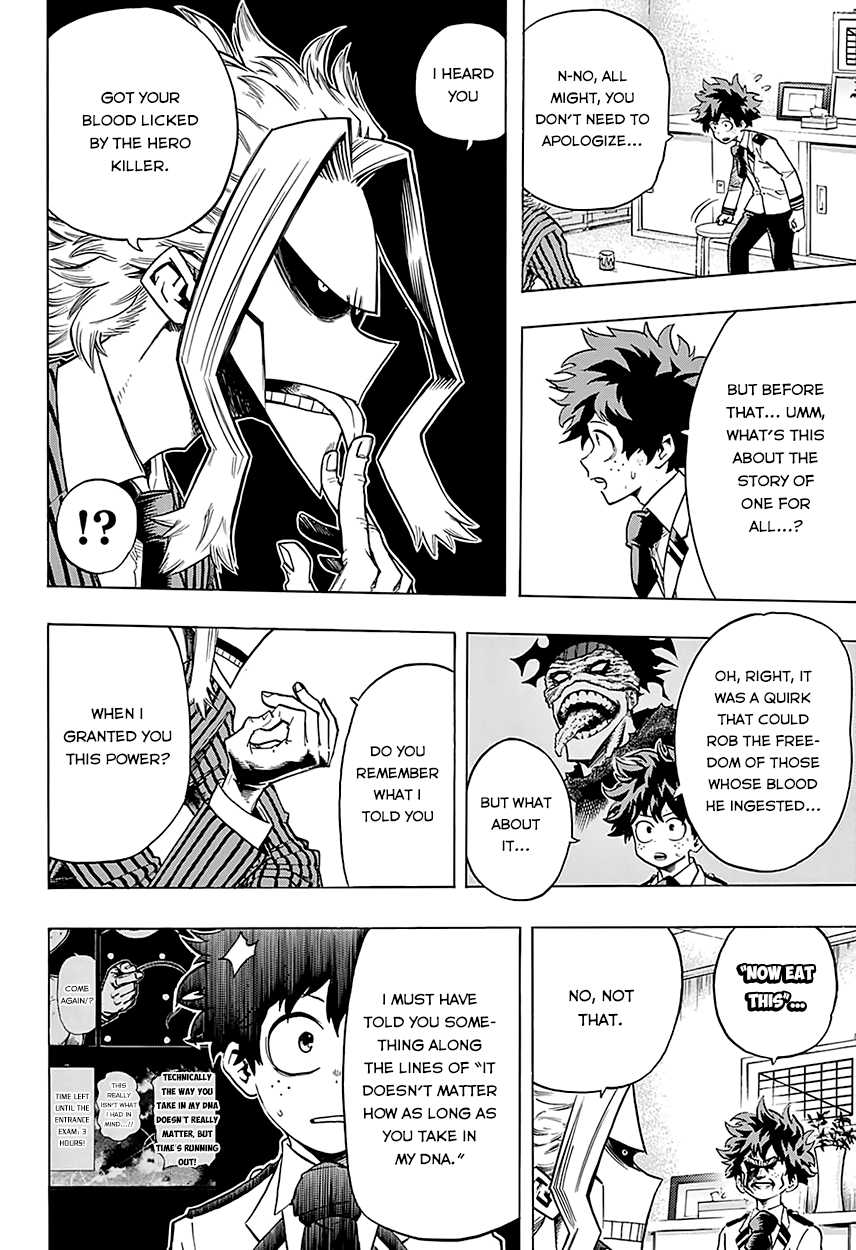 N-NO, ALL
MIGHT, YOU
DON'T NEED TO
APOLOGIZE...
BUT BEFORE
THAT... UMM,
WHAT'S THIS
ABOUT THE
STORY OF
ONE FOR
ALL...?
I HEARD
YOU
GOT YOUR
BLOOD LICKED
BY THE HERO
KILLER.
!?
OH, RIGHT, IT
WAS A QUIRK
THAT COULD
ROB THE FREE-
DOM OF THOSE
WHOSE BLOOD
HE INGESTED...
BUT WHAT
ABOUT
IT...
DO YOU
REMEMBER
WHAT I
TOLD YOU
WHEN I
GRANTED YOU
THIS POWER?
"NOW EAT
THIS"...
NO, NOT
THAT.
I MUST HAVE
TOLD YOU SOME-
THING ALONG
THE LINES OF "IT
DOESN'T MATTER
HOW AS LONG AS
YOU TAKE IN
MY DNA."
COME
AGAIN!?
TECHNICALLY
THE WAY YOU
TAKE IN MY DNA
DOESN'T REALLY
MATTER, BUT
TIME'S RUNNING
OUT!
THIS
REALLY
ISN'T WHAT
I HAD IN
MIND...!!
TIME LEFT
UNTIL THE
ENTRANCE
EXAM: 3
HOURS!